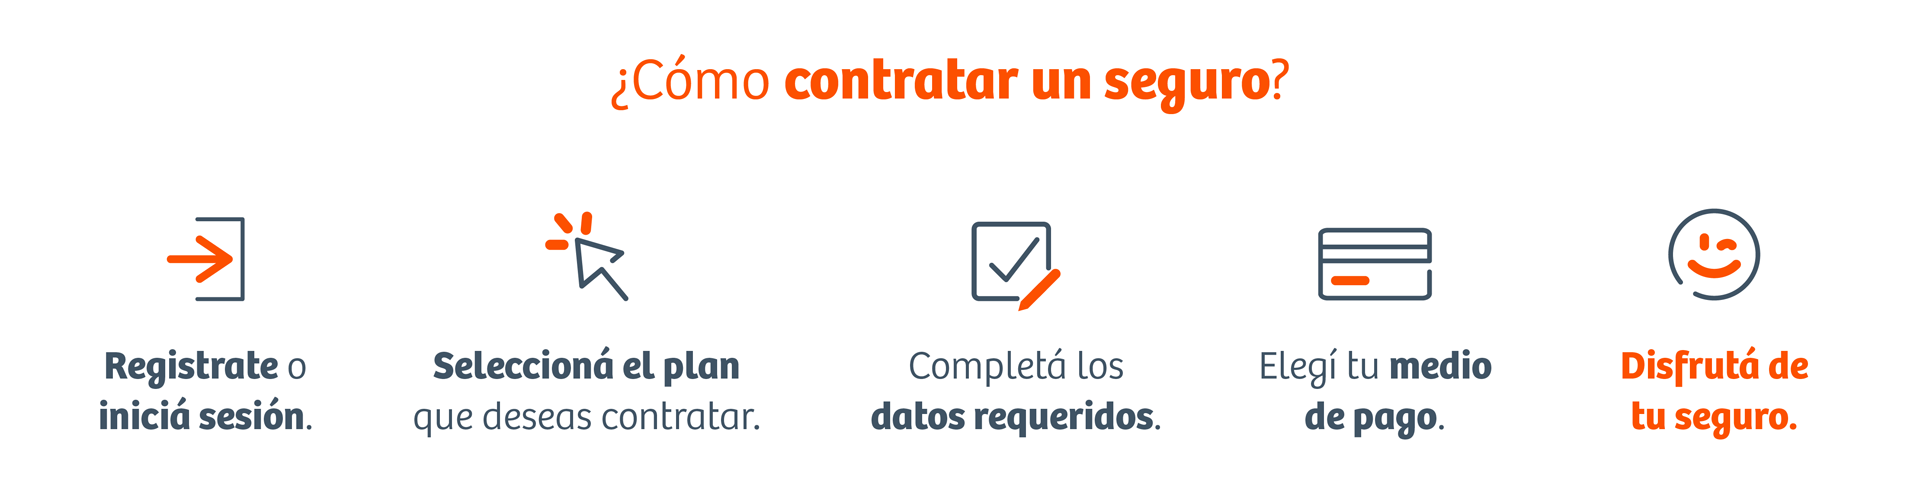 ¿Cómo contratar un seguro?
Registrate o
iniciá sesión.
Seleccioná el plan
que deseas contratar.
Completá los
datos requeridos.
Elegí tu medio
de pago.
Disfrutá de
tu seguro.